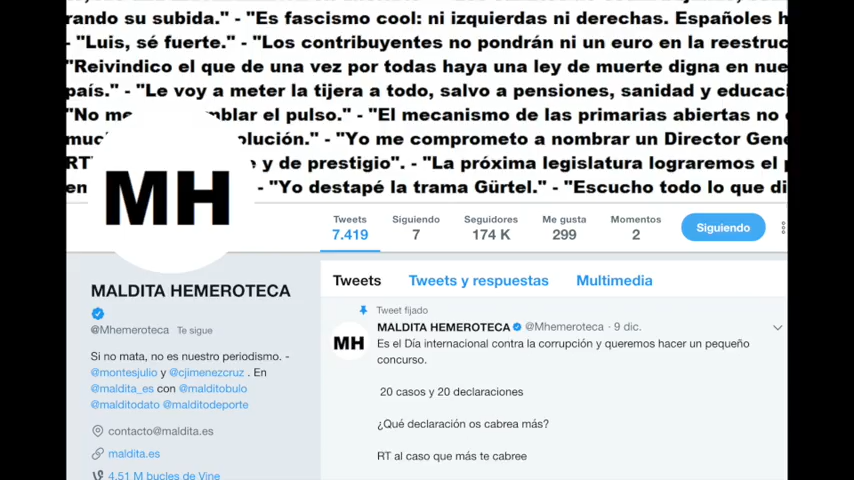 rando su subida." - "Es fascismo cool: ni izquierdas ni derechas. Españoles h
- "Luis, sé fuerte." - "Los contribuyentes no pondrán ni un euro en la reestruc
"Reivindico el que de una vez por todas haya una ley de muerte digna en nue
país." - "Le voy a meter la tijera a todo, salvo a pensiones, sanidad y educaci
"No me mblar el pulso." - "El mecanismo de las primarias abiertas no
muc olución." - "Yo me comprometo a nombrar un Director Gene
RT e y de prestigio". - "La próxima legislatura lograremos el
en - "Yo destapé la trama Gürtel." - "Escucho todo lo que di
MH
Tweets Siguiendo Seguidores Me gusta Momentos
7.419 7 174 K 299 2
Siguiendo
Tweets Tweets y respuestas Multimedia
MALDITA HEMEROTECA
@Mhemeroteca Te sigue
Si no mata, no es nuestro periodismo. -
@montesjulio y @cjimenezcruz . En
@maldita_es con @malditobulo
@malditodato @malditodeporte
contacto@maldita.es
maldita.es
4,51 M bucles de Vine
Tweet fijado
MH
MALDITA HEMEROTECA @Mhemeroteca · 9 dic.
Es el Día internacional contra la corrupción y queremos hacer un pequeño
concurso.
20 casos y 20 declaraciones
¿Qué declaración os cabrea más?
RT al caso que más te cabree